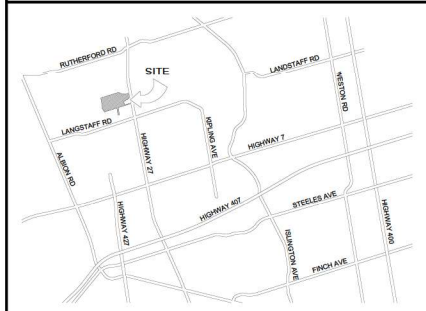 RUTHERFORD RD
SITE
LANDSTAFF RD
WESTON RD
LANGSTAFF RD
KIPLING AVE
HIGHWAY 27
HIGHWAY 7
ALBION RD
HIGHWAY 427
HIGHWAY 407
STEELES AVE
HIGHWAY 400
ISLINGTON AVE
FINCH AVE